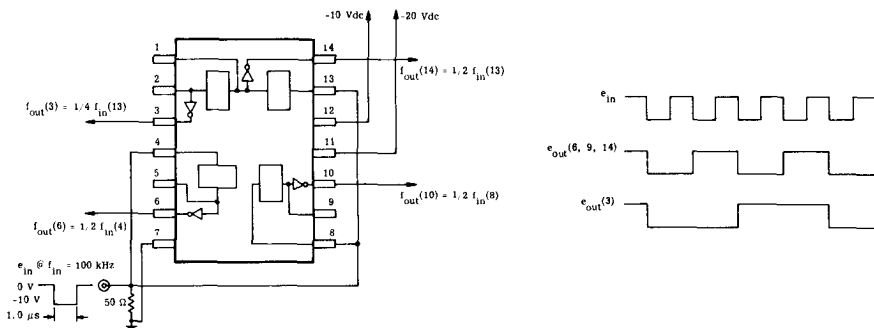 -10 Vdc
-20 Vdc
1
14
f_out(14) = 1/2 f_in(13)
2
13
f_out(3) = 1/4 f_in(13)
3
12
4
11
5
10
f_out(10) = 1/2 f_in(8)
6
9
f_out(6) = 1/2 f_in(4)
7
8
e_in @ f_in = 100 kHz
0 V
-10 V
50 Ω
1.0 μs
e_in
e_out(6, 9, 14)
e_out(3)